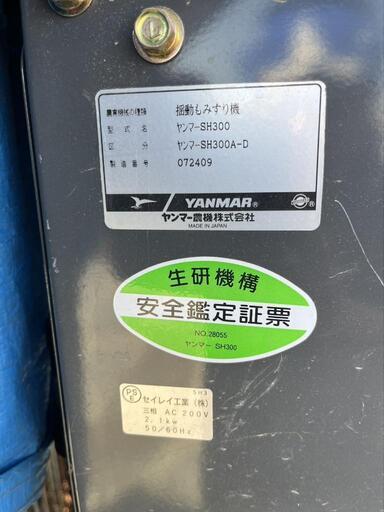 農業機械の種類 揺動もみすり機
型式名 ヤンマーSH300
区分 ヤンマーSH300A-D
製造番号 072409
YANMAR ®
ヤンマー農機株式会社
MADE IN JAPAN
生研機構
安全鑑定証票
NO.28055
ヤンマー SH300
SH3
PS
E
セイレイ工業(株)
三相 AC 200V
2.1kw
50/60Hz